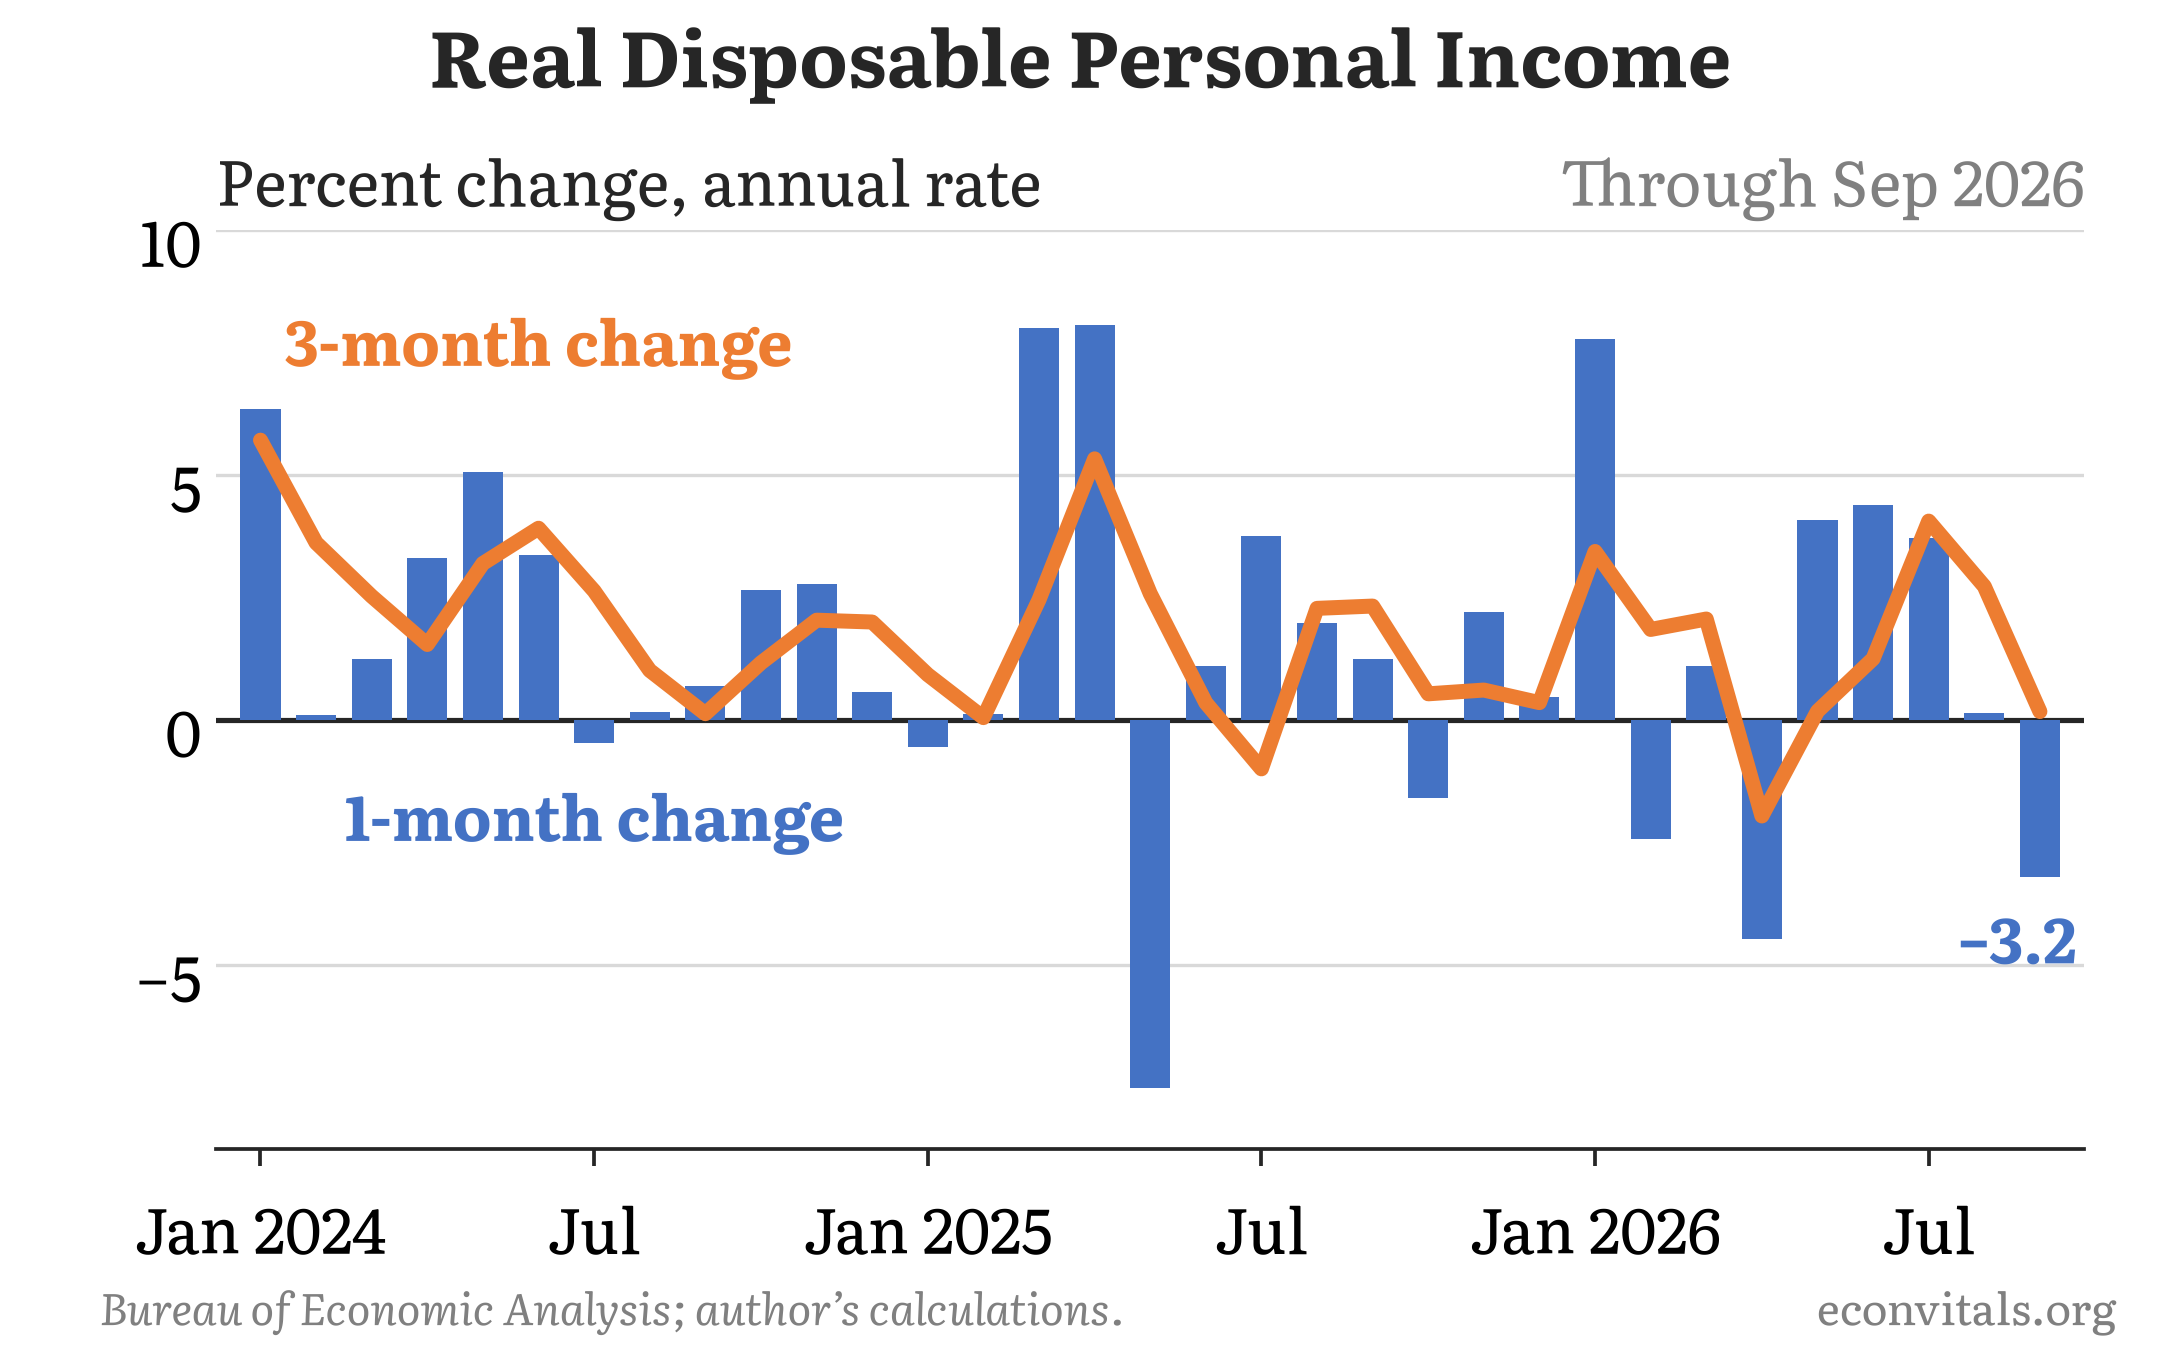 Real Disposable Personal Income
Percent change, annual rate
Through Sep 2026
10
3-month change
5
0
1-month change
−3.2
−5
Jan 2024 Jul Jan 2025 Jul Jan 2026 Jul
Bureau of Economic Analysis; author’s calculations.
econvitals.org